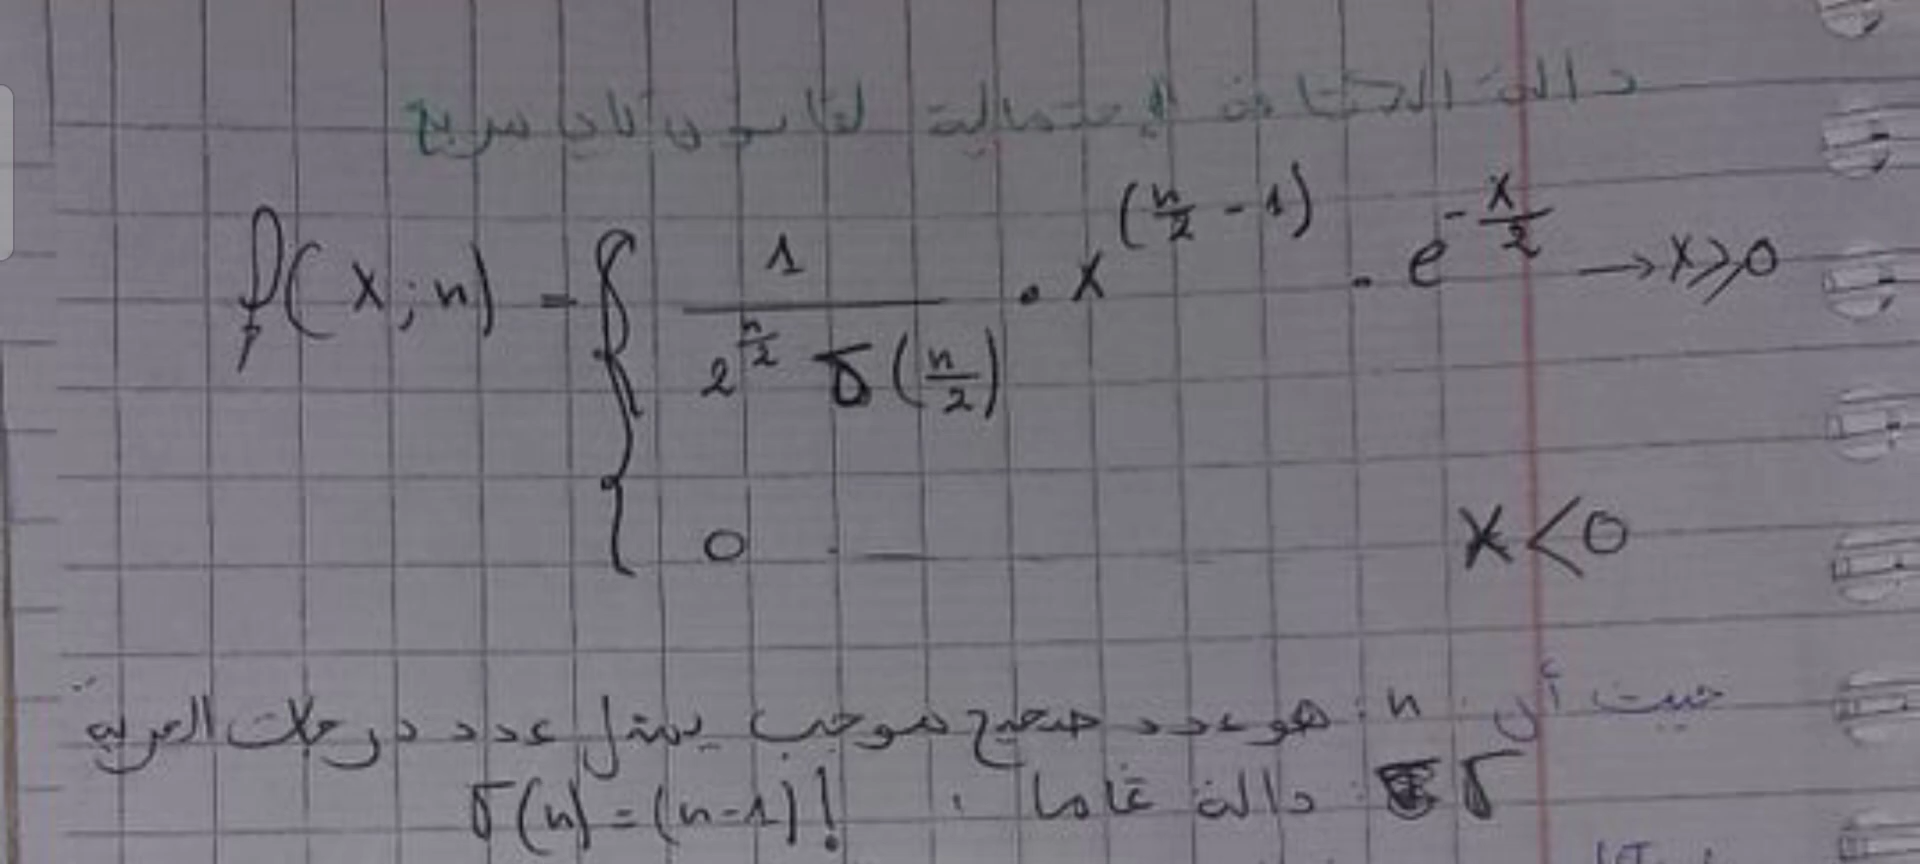 دالة الكثافة الإحتمالية لقانون كاي مربع
f(x;n) = { 1 / (2^(n/2) Γ(n/2)) . x^(n/2 - 1) . e^(-x/2) → x≥0
0 — x<0
حيث أن n : هو عدد صحيح موجب يمثل عدد درجات الحرية
Γ : دالة غاما ، Γ(n)=(n-1)!